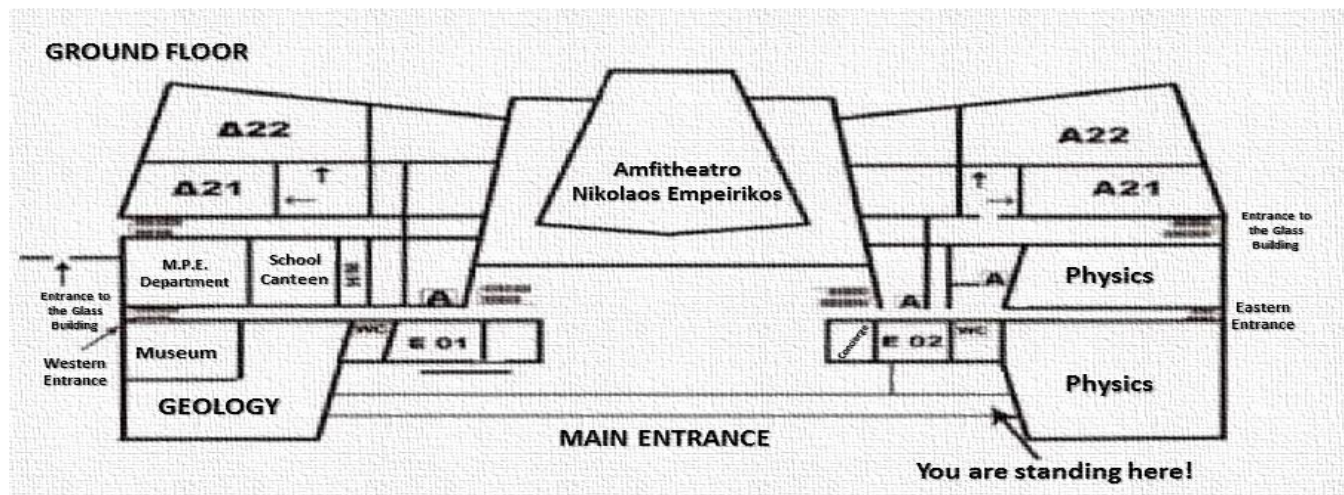 GROUND FLOOR
Δ22
A22
Amfitheatro
Nikolaos Empeirikos
Δ21
A21
Entrance to
the Glass
Building
M.P.E.
Department
School
Canteen
Physics
A
A
A
Entrance to
the Glass
Building
Eastern
Entrance
WC
E 01
Concierge
E 02
WC
Western
Entrance
Museum
Physics
GEOLOGY
MAIN ENTRANCE
You are standing here!